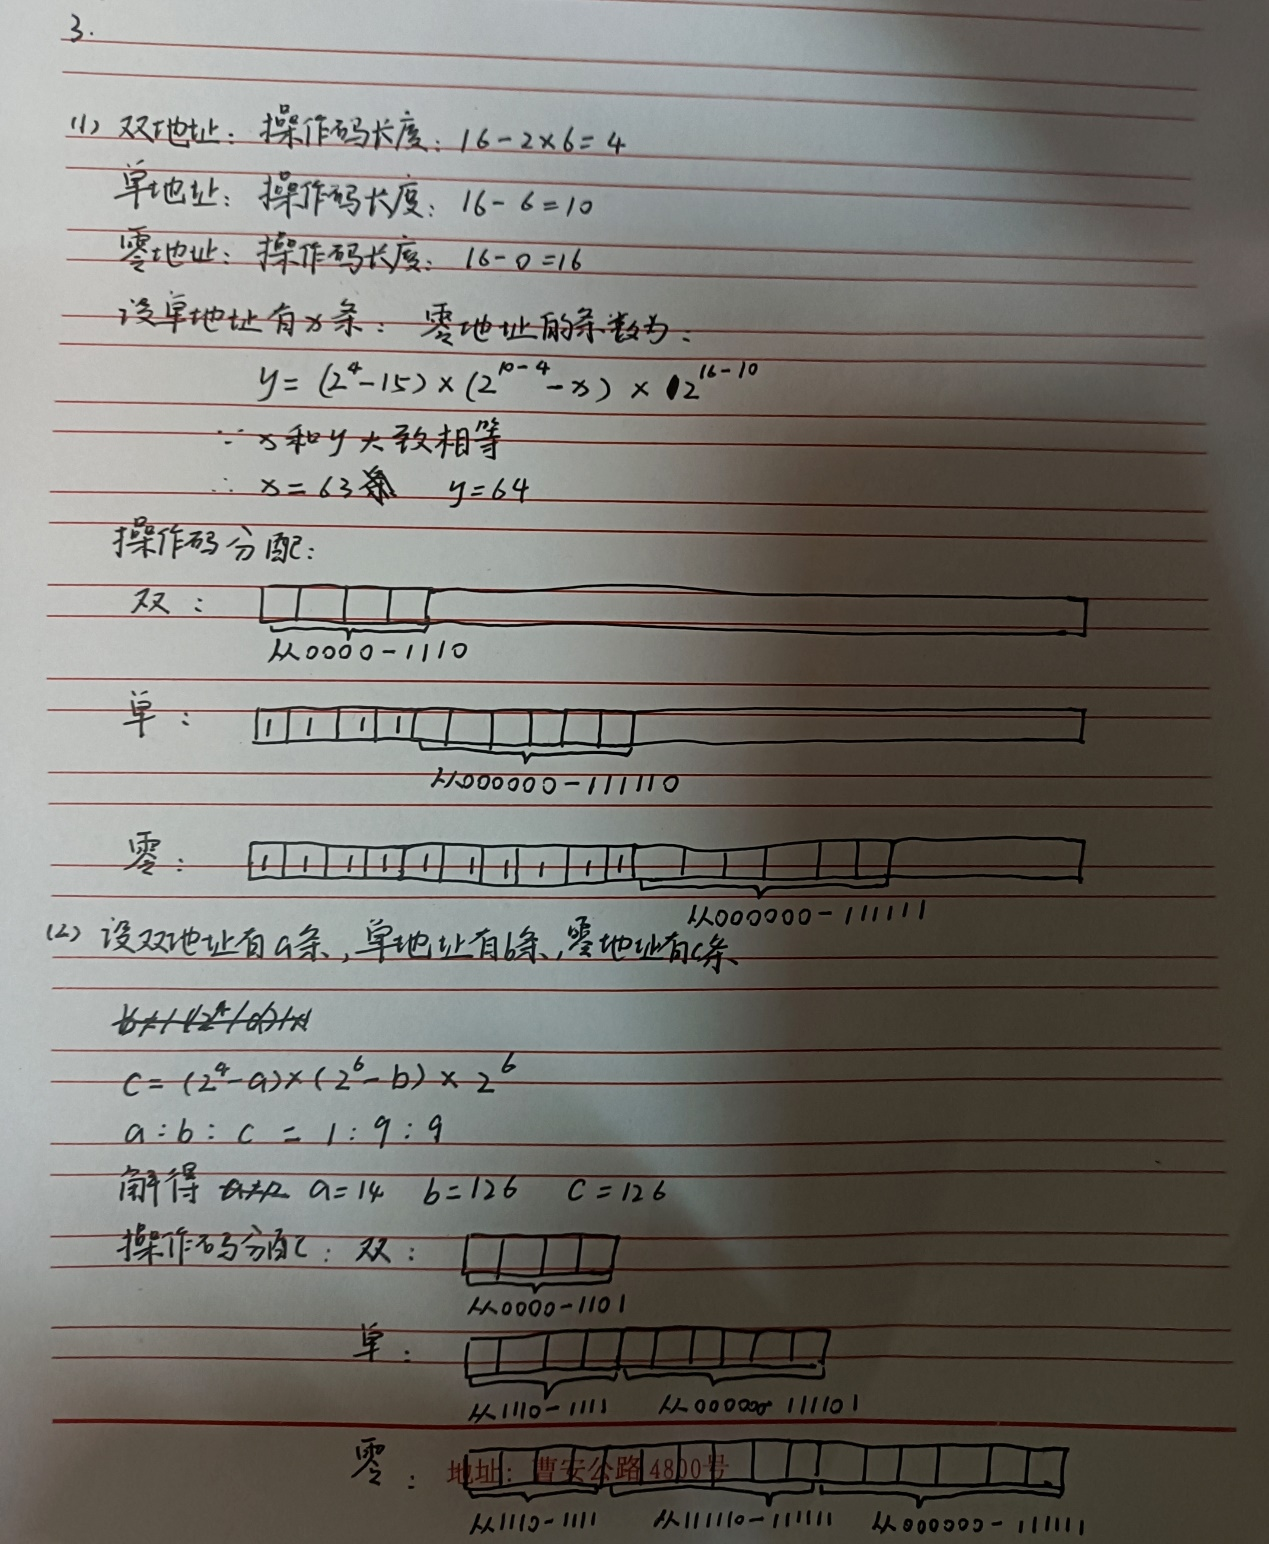 3.
(1) 双地址: 操作码长度: 16-2×6=4
单地址: 操作码长度: 16-6=10
零地址: 操作码长度: 16-0=16
设单地址有x条: 零地址的条数为:
y=(2^4-15)×(2^{10-4}-x)×2^{16-10}
∵ x和y大致相等
∴ x=63 y=64
操作码分配:
双:
从0000-1110
单: 1 1 1 1
从000000-111110
零: 1 1 1 1 1 1 1 1 1 1
从000000-111111
(2) 设双地址有a条,单地址有b条,零地址有c条
c=(2^4-a)×(2^6-b)×2^6
a:b:c=1:9:9
解得 a=14 b=126 c=126
操作码分配: 双:
从0000-1101
单:
从1110-1111 从000000-111101
零:
地址: 曹安公路4800号
从1110-1111 从111110-111111 从000000-111111